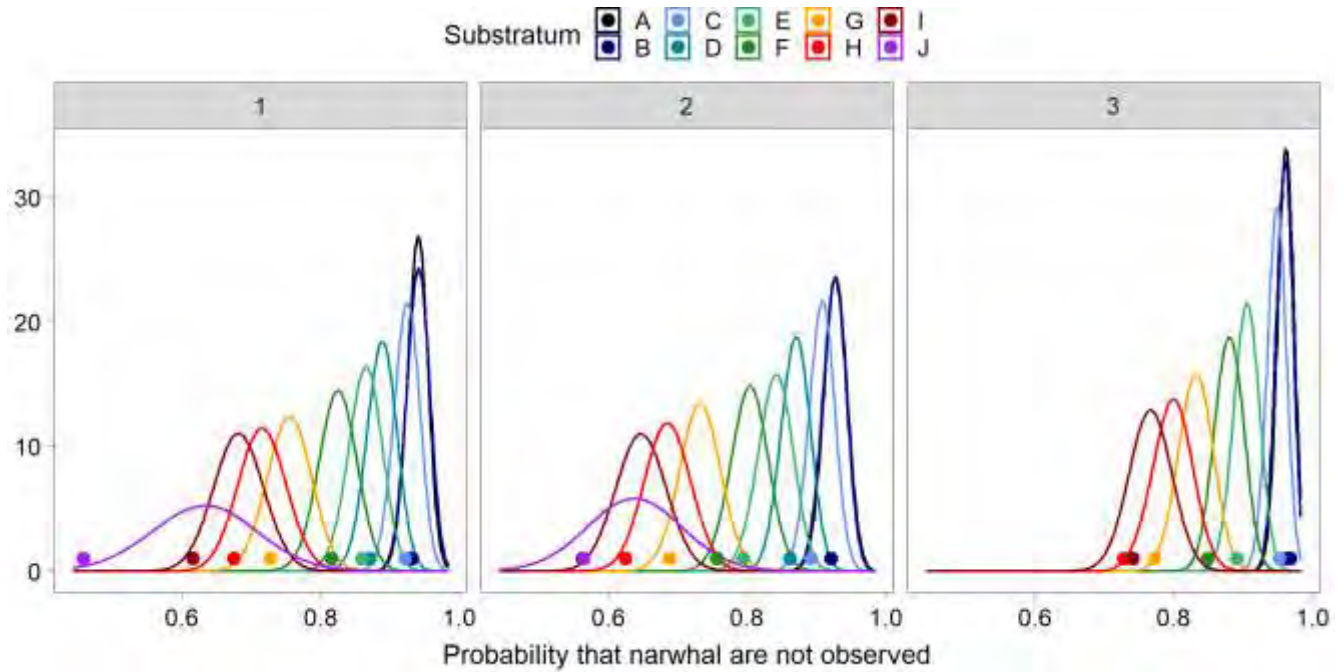 Substratum A C E G I
B D F H J
1 2 3
30
20
10
0
0.6 0.8 1.0 0.6 0.8 1.0 0.6 0.8 1.0
Probability that narwhal are not observed